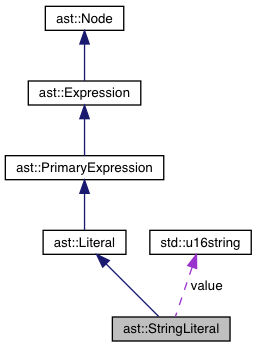 ast::Node
ast::Expression
ast::PrimaryExpression
ast::Literal
std::u16string
value
ast::StringLiteral